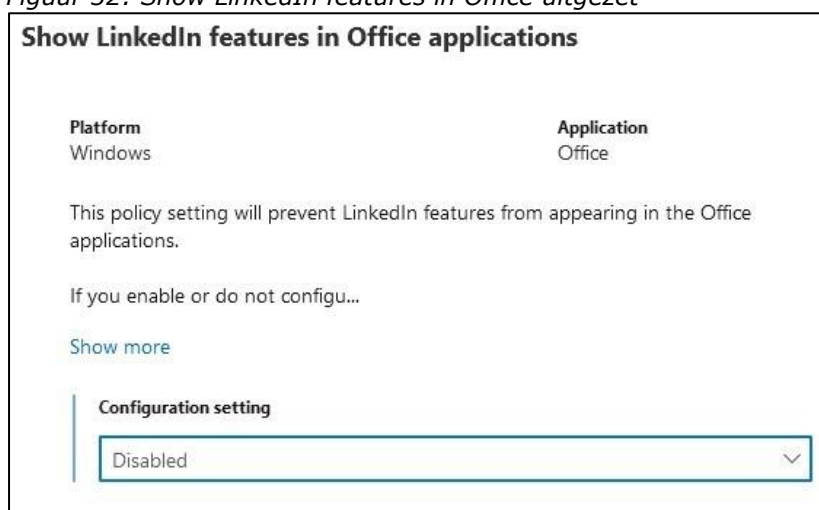 Figuur 32: Show LinkedIn features in Office uitgezet
Show LinkedIn features in Office applications
Platform
Application
Windows
Office
This policy setting will prevent LinkedIn features from appearing in the Office
applications.
If you enable or do not configu...
Show more
Configuration setting
Disabled